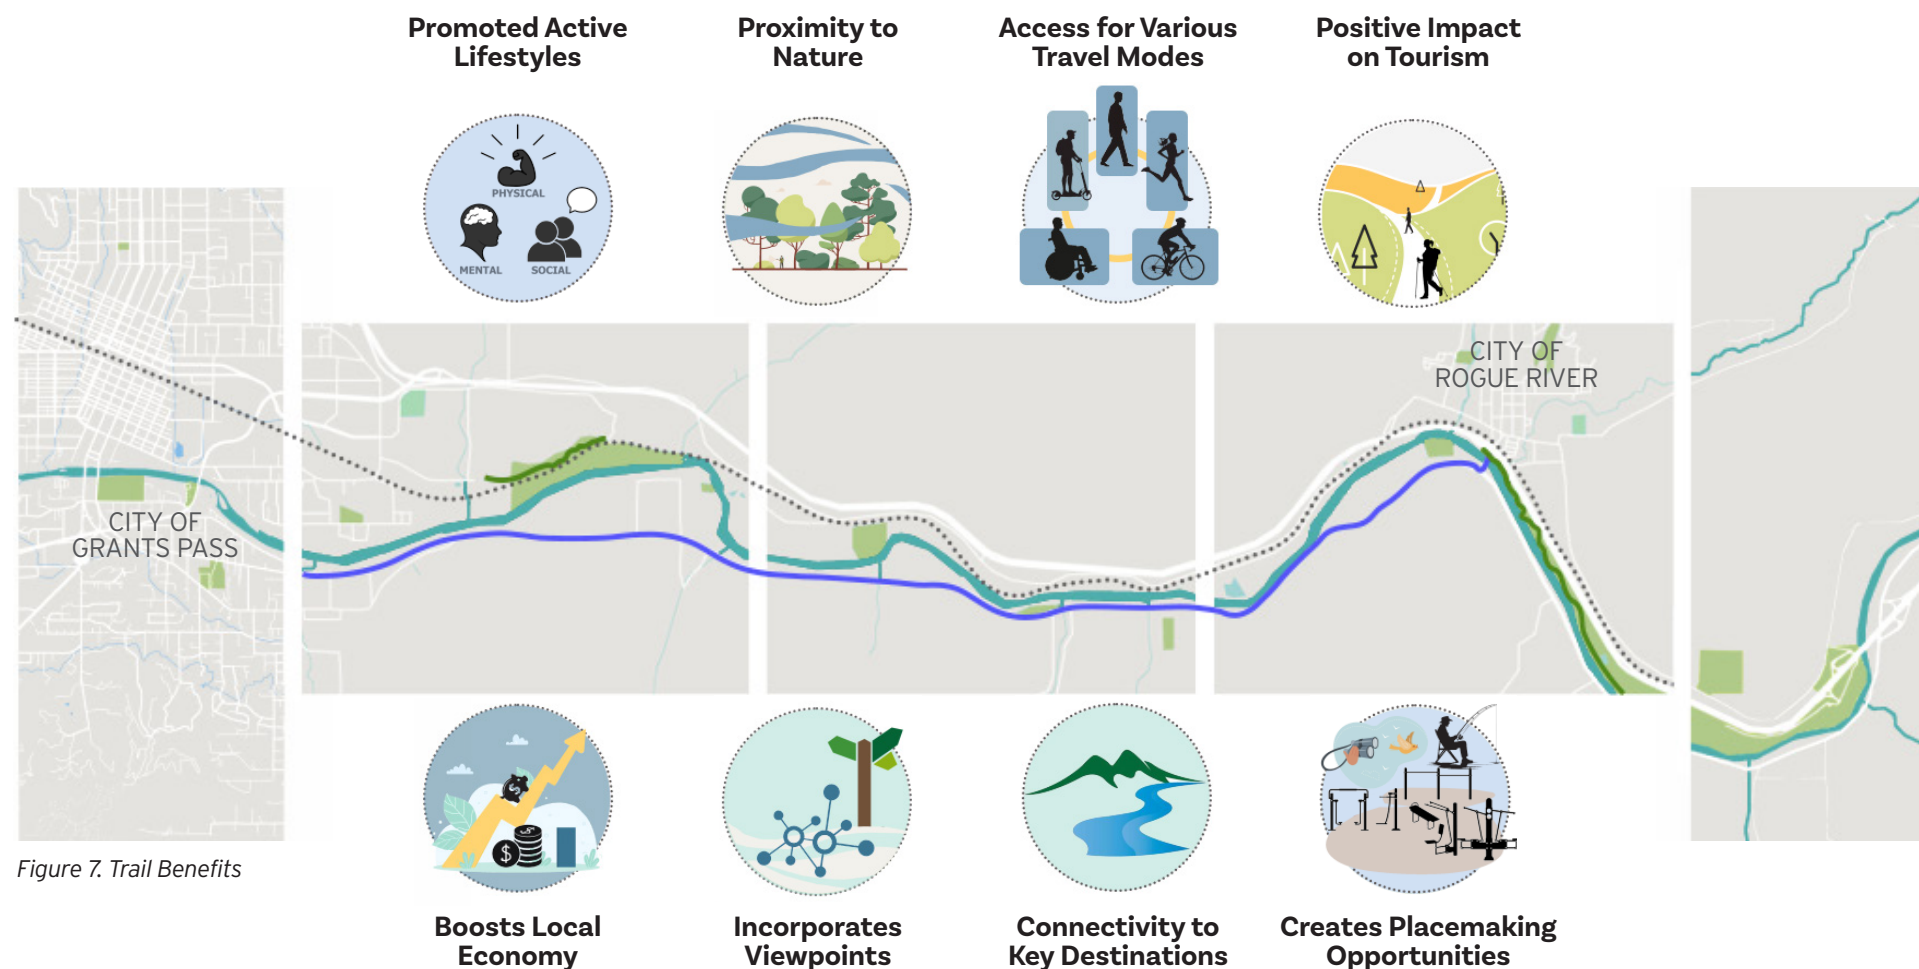 Promoted Active
Lifestyles
Proximity to
Nature
Access for Various
Travel Modes
Positive Impact
on Tourism
PHYSICAL
MENTAL
SOCIAL
CITY OF
ROGUE RIVER
CITY OF
GRANTS PASS
$
$
Figure 7. Trail Benefits
Boosts Local
Economy
Incorporates
Viewpoints
Connectivity to
Key Destinations
Creates Placemaking
Opportunities